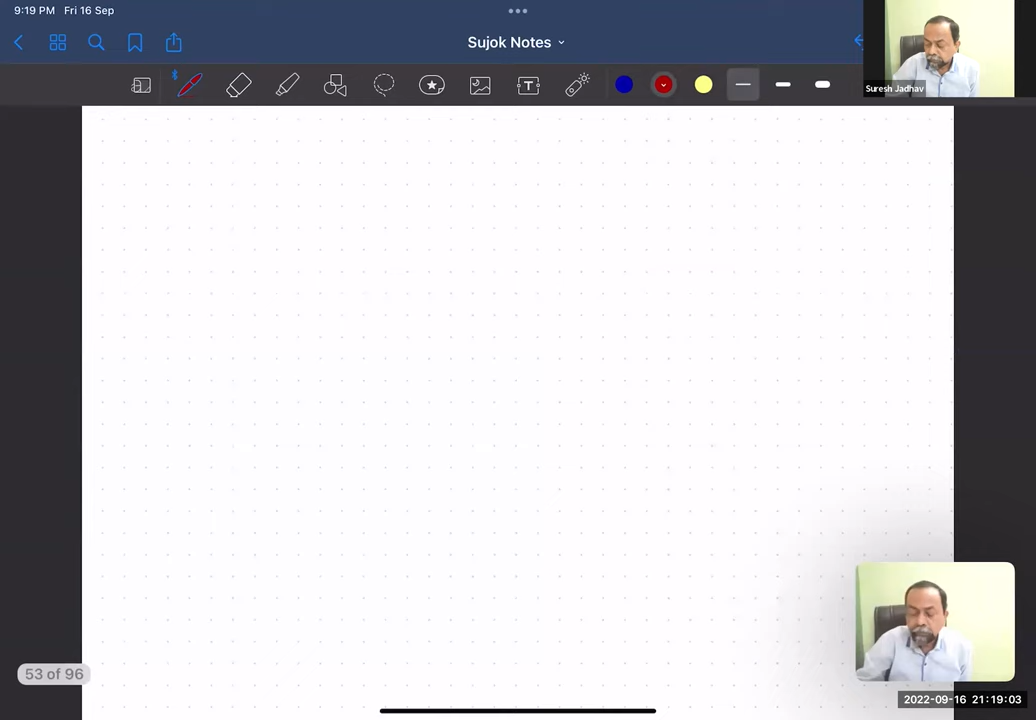 9:19 PM Fri 16 Sep
Sujok Notes
T
Suresh Jadhav
53 of 96
2022-09-16 21:19:03